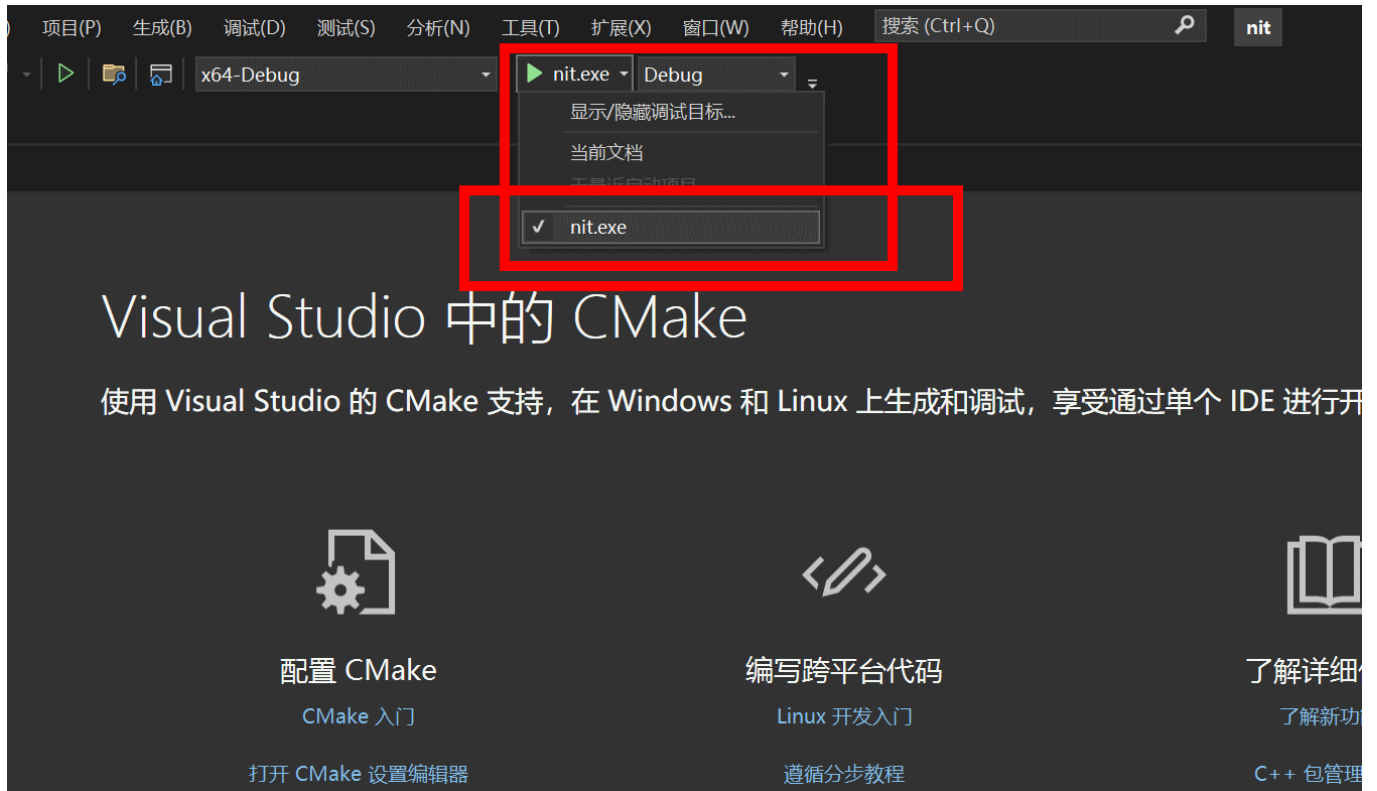 项目(P) 生成(B) 调试(D) 测试(S) 分析(N) 工具(T) 扩展(X) 窗口(W) 帮助(H) 搜索 (Ctrl+Q) nit
x64-Debug nit.exe Debug
显示/隐藏调试目标...
当前文档
nit.exe
Visual Studio 中的 CMake
使用 Visual Studio 的 CMake 支持，在 Windows 和 Linux 上生成和调试，享受通过单个 IDE 进行开
配置 CMake 编写跨平台代码 了解详细
CMake 入门 Linux 开发入门 了解新功
打开 CMake 设置编辑器 遵循分步教程 C++ 包管理